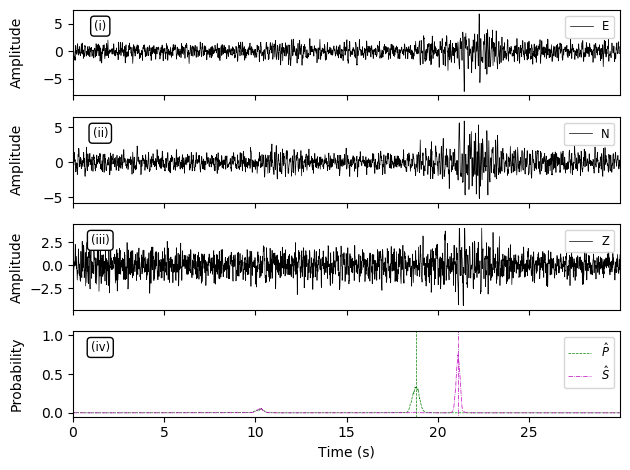 (i)
E
Amplitude
5
0
−5
(ii)
N
Amplitude
5
0
−5
(iii)
Z
Amplitude
2.5
0.0
−2.5
(iv)
P̂
Ŝ
Probability
1.0
0.5
0.0
0 5 10 15 20 25
Time (s)